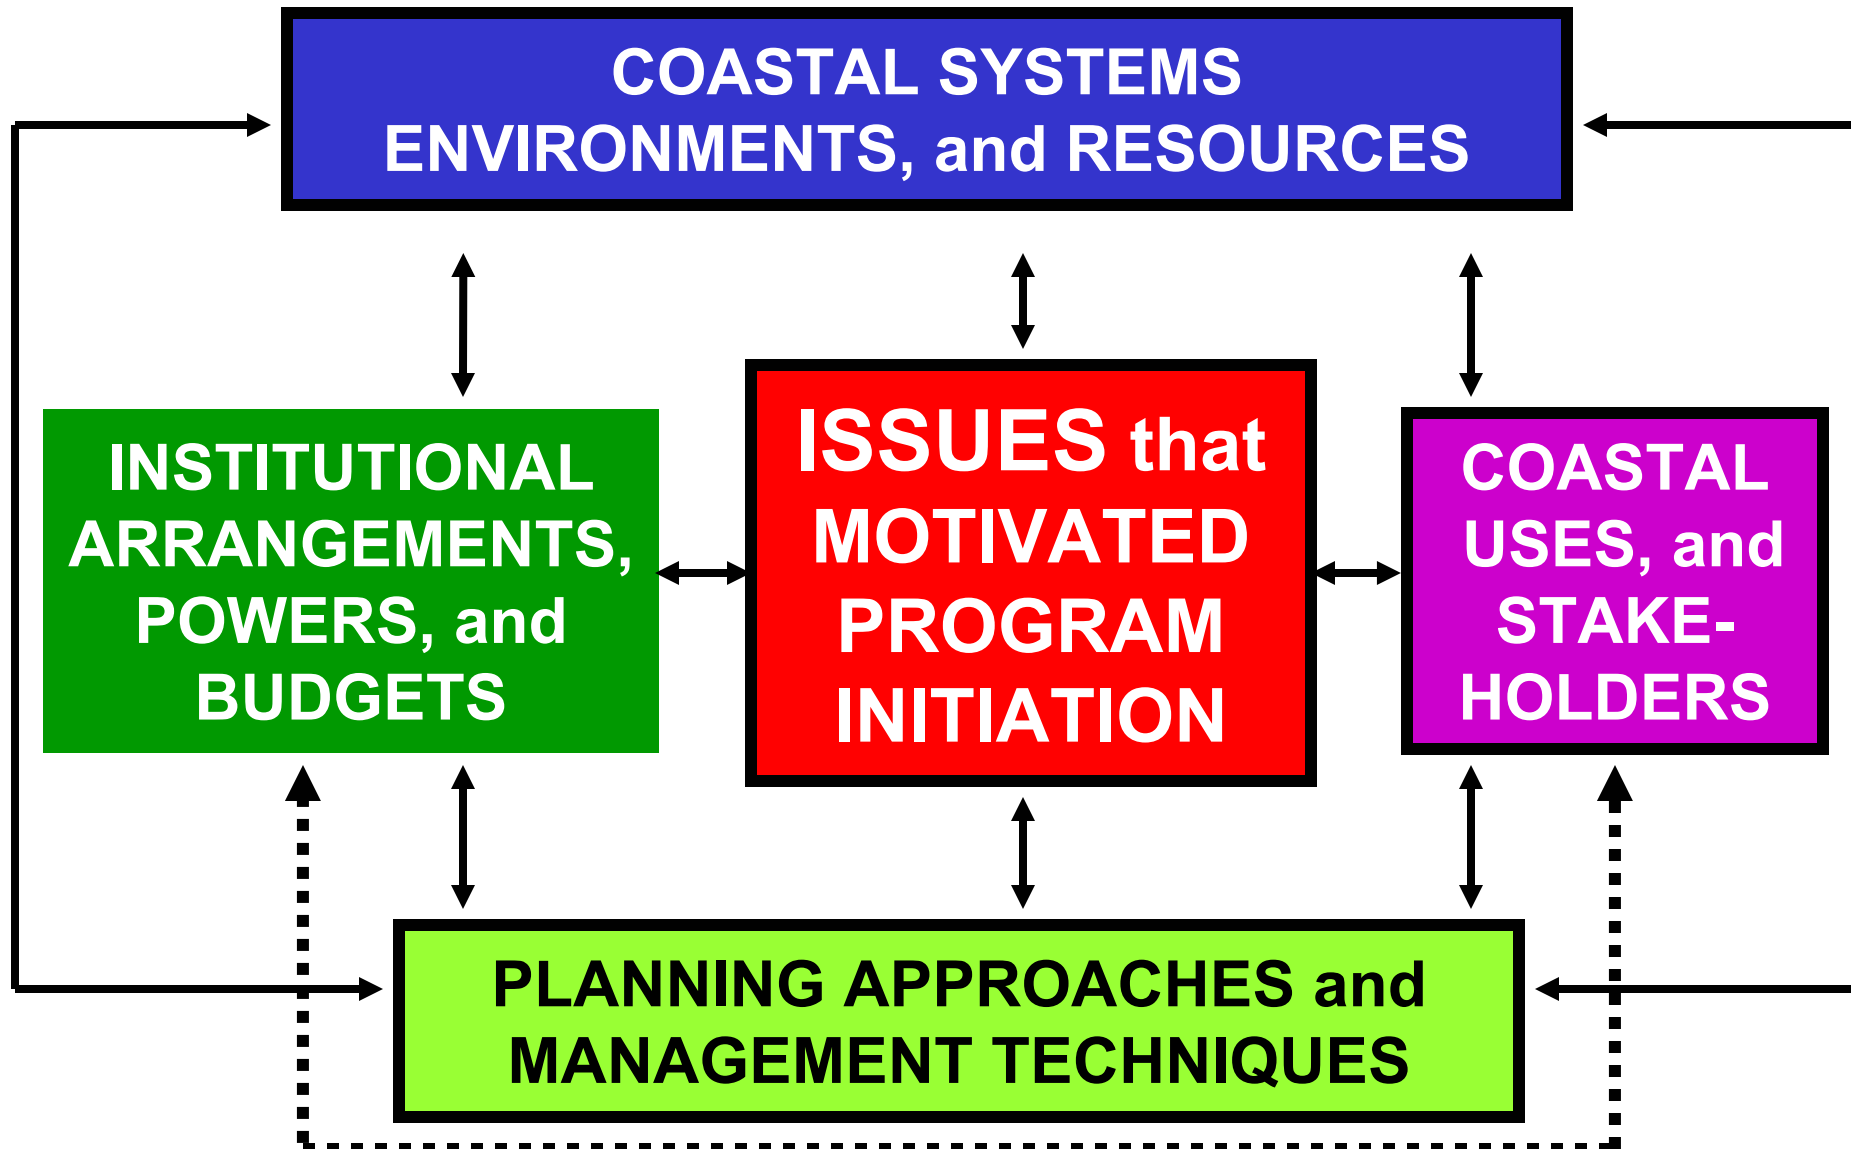 COASTAL SYSTEMS
ENVIRONMENTS, and RESOURCES
INSTITUTIONAL
ARRANGEMENTS,
POWERS, and
BUDGETS
ISSUES that
MOTIVATED
PROGRAM
INITIATION
COASTAL
USES, and
STAKE-
HOLDERS
PLANNING APPROACHES and
MANAGEMENT TECHNIQUES